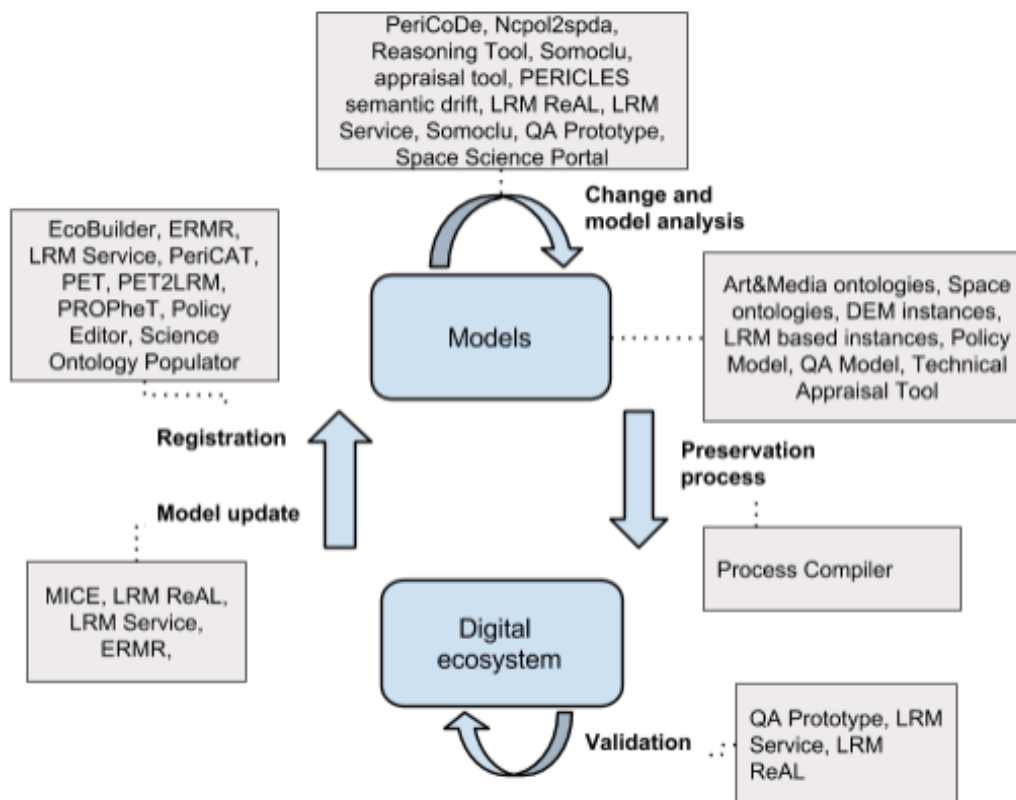 PeriCoDe, Ncpol2spda,
Reasoning Tool, Somoclu,
appraisal tool, PERICLES
semantic drift, LRM ReAL, LRM
Service, Somoclu, QA Prototype,
Space Science Portal
Change and
model analysis
EcoBuilder, ERMR,
LRM Service, PeriCAT,
PET, PET2LRM,
PROPheT, Policy
Editor, Science
Ontology Populator
Models
Art&Media ontologies, Space
ontologies, DEM instances,
LRM based instances, Policy
Model, QA Model, Technical
Appraisal Tool
Registration
Preservation
process
Model update
MICE, LRM ReAL,
LRM Service,
ERMR,
Process Compiler
Digital
ecosystem
Validation
QA Prototype, LRM
Service, LRM
ReAL